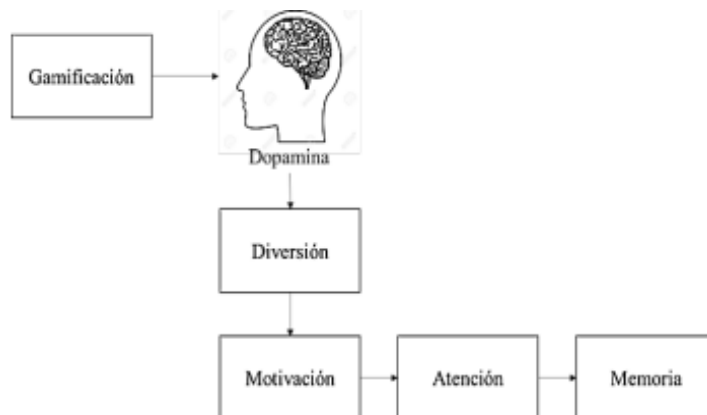 Gamificación
Dopamina
Diversión
Motivación
Atención
Memoria